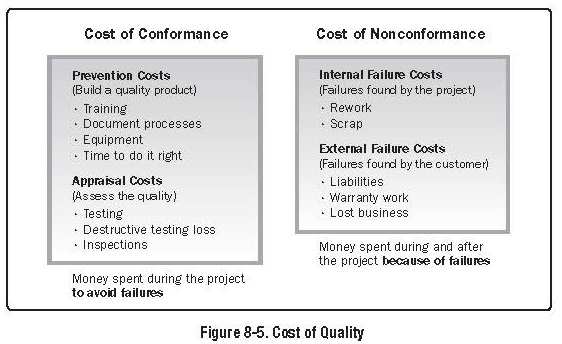 Cost of Conformance
Prevention Costs
(Build a quality product)
• Training
• Document processes
• Equipment
• Time to do it right
Appraisal Costs
(Assess the quality)
• Testing
• Destructive testing loss
• Inspections
Money spent during the project
to avoid failures
Cost of Nonconformance
Internal Failure Costs
(Failures found by the project)
• Rework
• Scrap
External Failure Costs
(Failures found by the customer)
• Liabilities
• Warranty work
• Lost business
Money spent during and after
the project because of failures
Figure 8-5. Cost of Quality